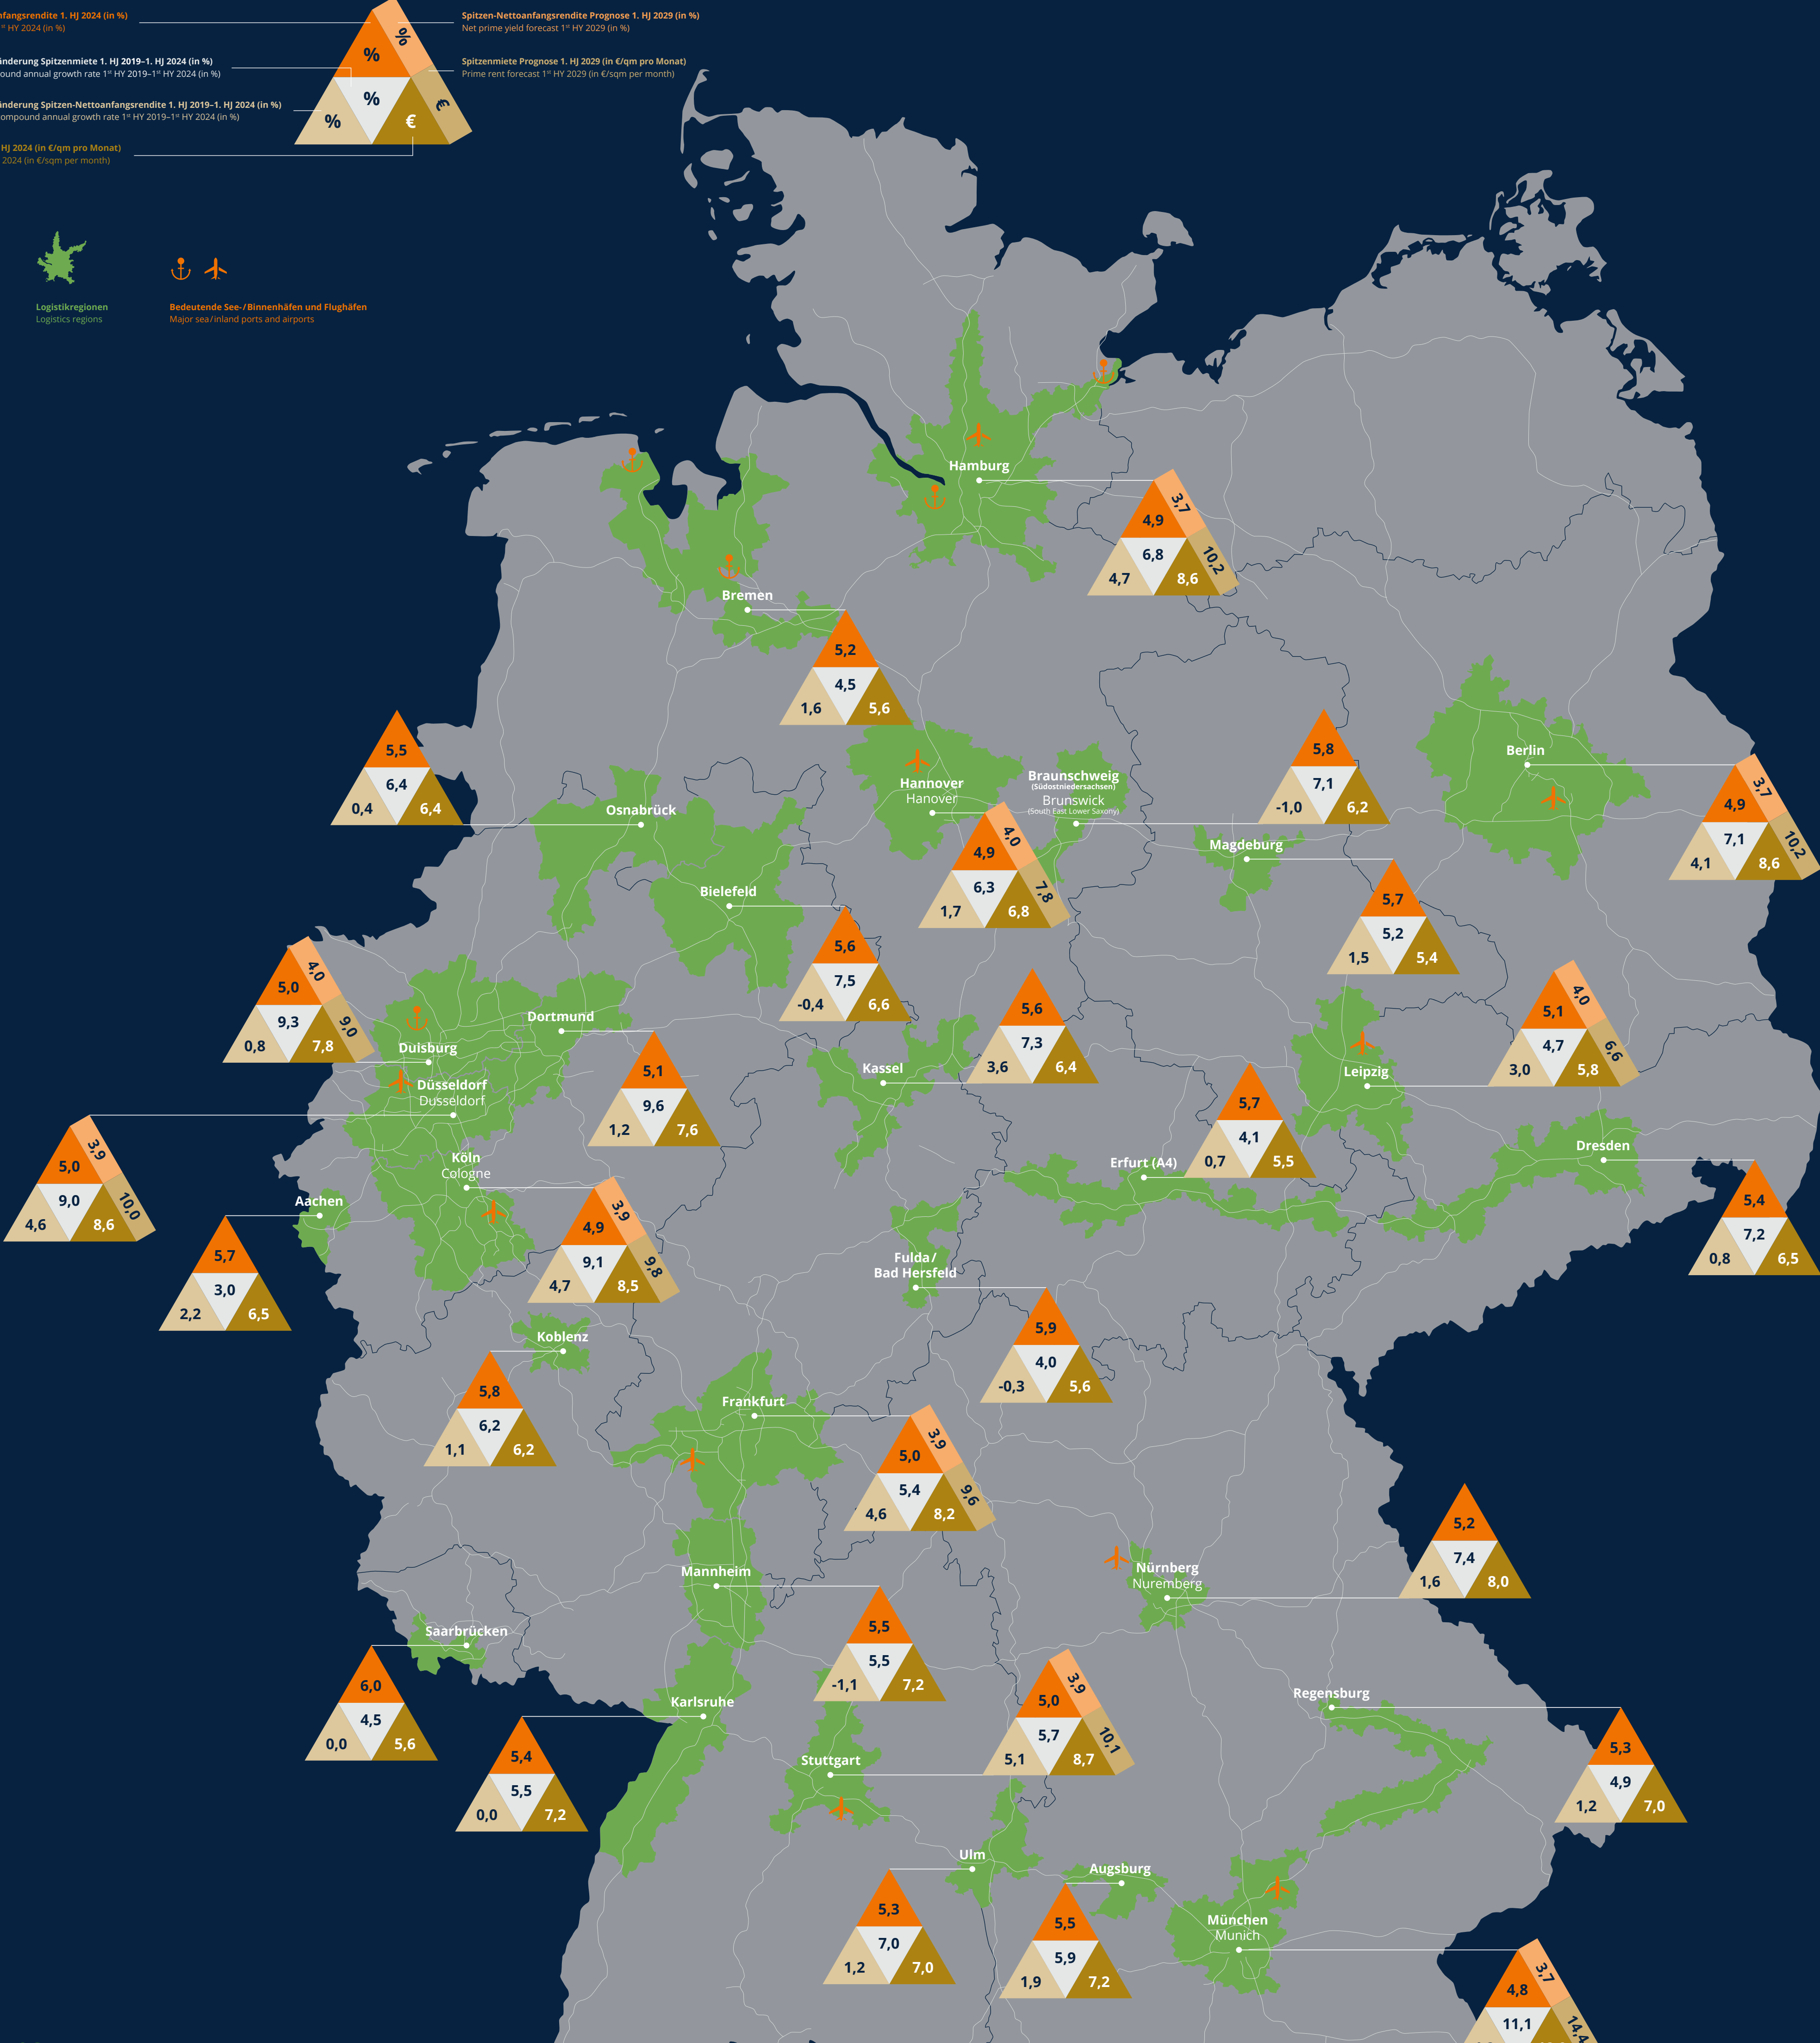 1. HJ 2024 (in %)
HY 2024 (in %)
Spitzenmiete 1. HJ 2019–1. HJ 2024 (in %)
annual growth rate 1st HY 2019–1st HY 2024 (in %)
Spitzen-Nettoanfangsrendite 1. HJ 2019–1. HJ 2024 (in %)
annual growth rate 1st HY 2019–1st HY 2024 (in %)
HJ 2024 (in €/qm pro Monat)
2024 (in €/sqm per month)
%
%
%
%
€
€
Spitzen-Nettoanfangsrendite Prognose 1. HJ 2029 (in %)
Net prime yield forecast 1st HY 2029 (in %)
Spitzenmiete Prognose 1. HJ 2029 (in €/qm pro Monat)
Prime rent forecast 1st HY 2029 (in €/sqm per month)
Logistikregionen
Logistics regions
Bedeutende See-/Binnenhäfen und Flughäfen
Major sea/inland ports and airports
Hamburg
4,9
3,7
6,8
10,2
4,7
8,6
Bremen
5,2
4,5
1,6
5,6
Osnabrück
5,5
6,4
0,4
6,4
Hannover
Hanover
4,9
4,0
6,3
7,8
1,7
6,8
Braunschweig
(Südostniedersachsen)
Brunswick
(South East Lower Saxony)
5,8
7,1
-1,0
6,2
Berlin
4,9
3,7
7,1
10,2
4,1
8,6
Magdeburg
5,7
5,2
1,5
5,4
Bielefeld
5,6
7,5
-0,4
6,6
Duisburg
5,0
4,0
9,3
9,0
0,8
7,8
Dortmund
5,1
9,6
1,2
7,6
Kassel
5,6
7,3
3,6
6,4
Leipzig
5,1
4,0
4,7
6,6
3,0
5,8
Düsseldorf
Dusseldorf
5,0
3,9
9,0
10,0
4,6
8,6
Erfurt (A4)
5,7
4,1
0,7
5,5
Dresden
5,4
7,2
0,8
6,5
Köln
Cologne
4,9
3,9
9,1
9,8
4,7
8,5
Aachen
5,7
3,0
2,2
6,5
Fulda/
Bad Hersfeld
5,9
4,0
-0,3
5,6
Koblenz
5,8
6,2
1,1
6,2
Frankfurt
5,0
3,9
5,4
9,6
4,6
8,2
Nürnberg
Nuremberg
5,2
7,4
1,6
8,0
Mannheim
5,5
5,5
-1,1
7,2
Saarbrücken
6,0
4,5
0,0
5,6
Karlsruhe
5,4
5,5
0,0
7,2
Stuttgart
5,0
3,9
5,7
10,1
5,1
8,7
Regensburg
5,3
4,9
1,2
7,0
Ulm
5,3
7,0
1,2
7,0
Augsburg
5,5
5,9
1,9
7,2
München
Munich
4,8
3,7
11,1
14,4